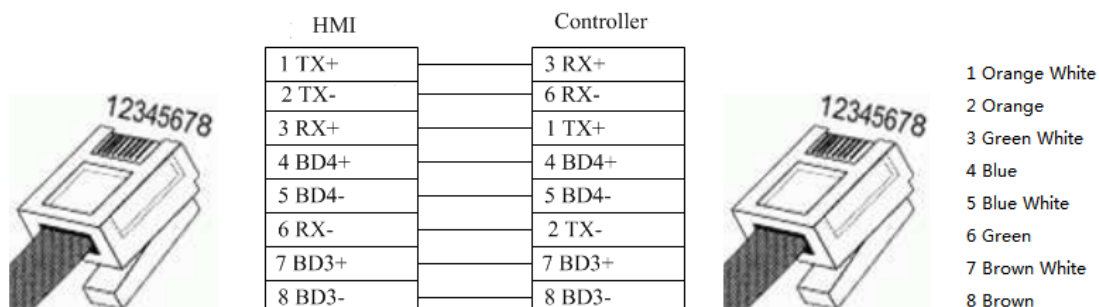 HMI
Controller
1 TX+ 3 RX+
2 TX- 6 RX-
3 RX+ 1 TX+
4 BD4+ 4 BD4+
5 BD4- 5 BD4-
6 RX- 2 TX-
7 BD3+ 7 BD3+
8 BD3- 8 BD3-
12345678
12345678
1 Orange White
2 Orange
3 Green White
4 Blue
5 Blue White
6 Green
7 Brown White
8 Brown